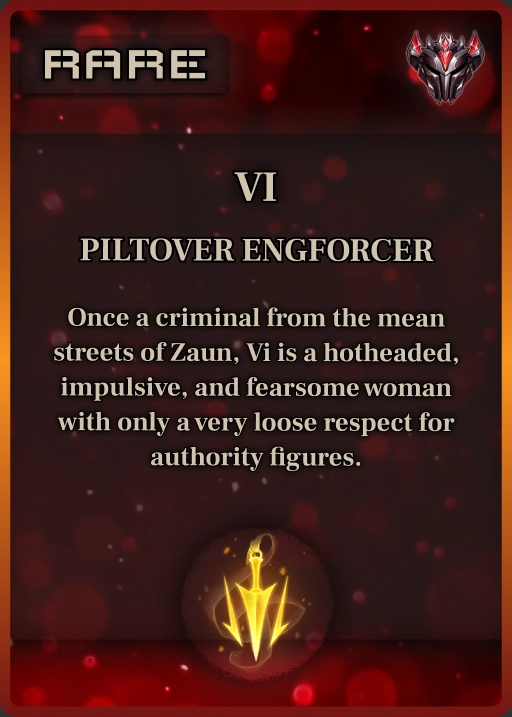 RARE
VI
PILTOVER ENGFORCER
Once a criminal from the mean
streets of Zaun, Vi is a hotheaded,
impulsive, and fearsome woman
with only a very loose respect for
authority figures.